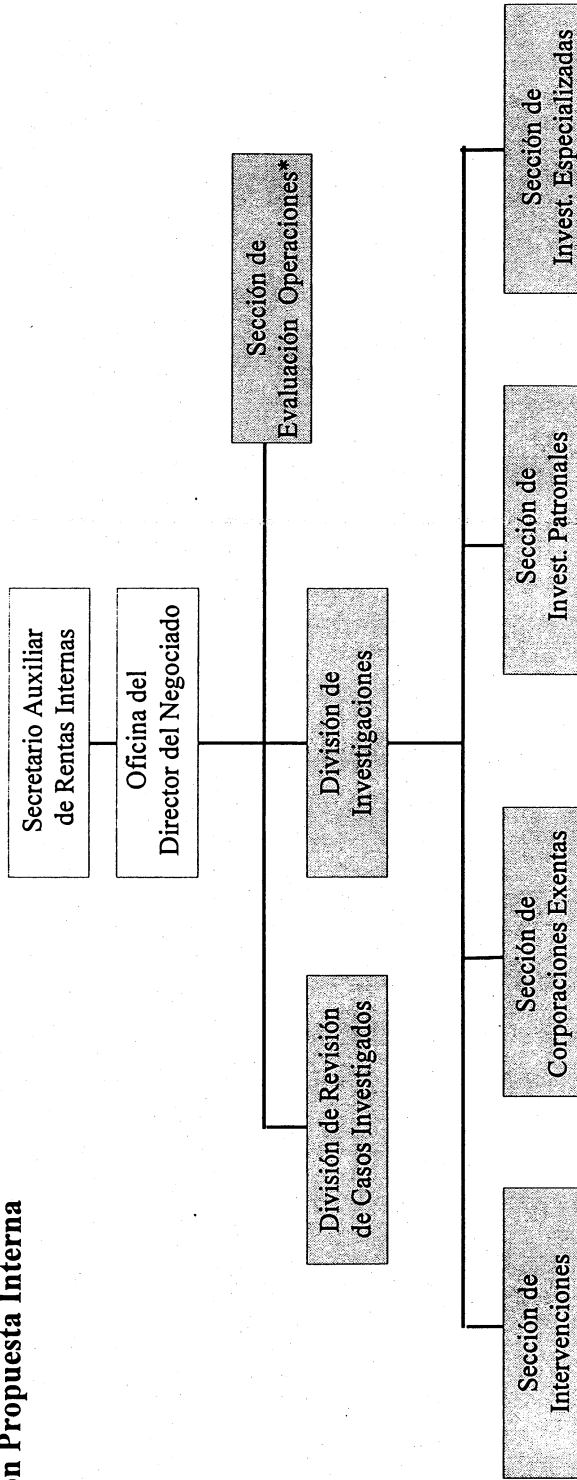 Propuesta Interna
Secretario Auxiliar
de Rentas Internas
Oficina del
Director del Negociado
Sección de
Evaluación Operaciones*
División de Revisión
de Casos Investigados
División de
Investigaciones
Sección de
Intervenciones
Sección de
Corporaciones Exentas
Sección de
Invest. Patronales
Sección de
Invest. Especializadas